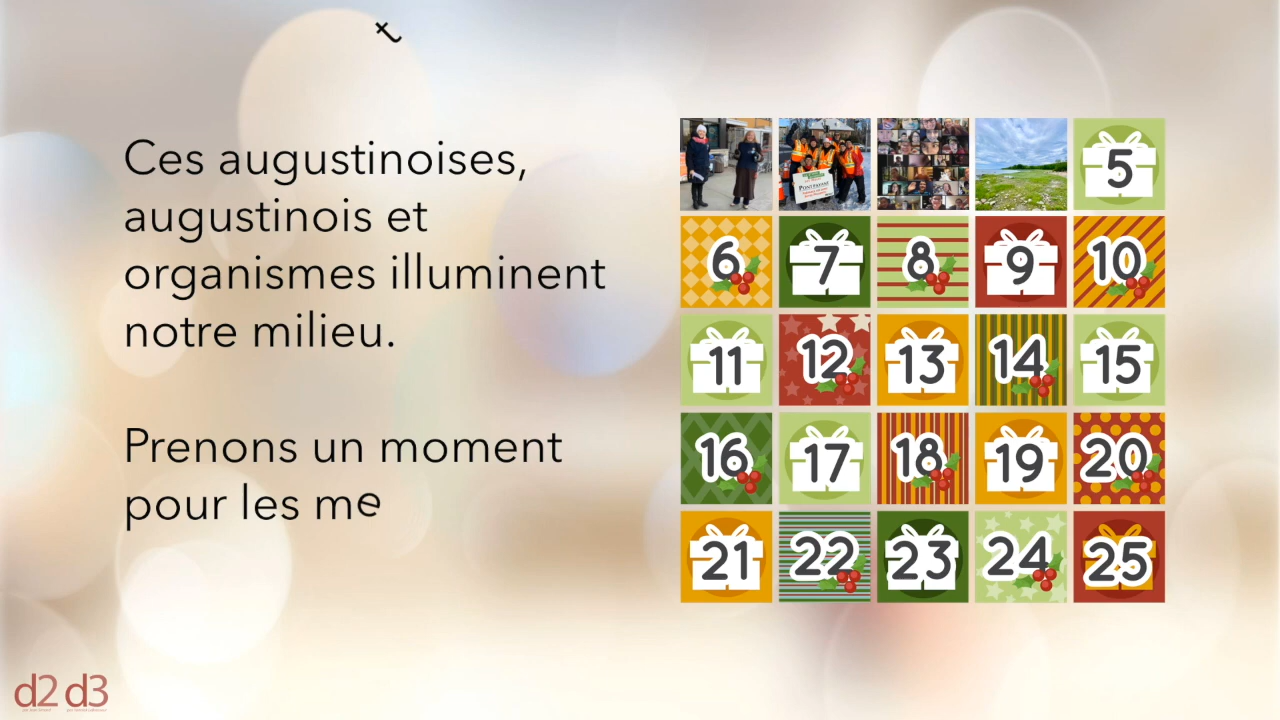 t
Ces augustinoises,
augustinois et
organismes illuminent
notre milieu.
Prenons un moment
pour les me
5
6 7 8 9 10
11 12 13 14 15
16 17 18 19 20
21 22 23 24 25
d2 d3